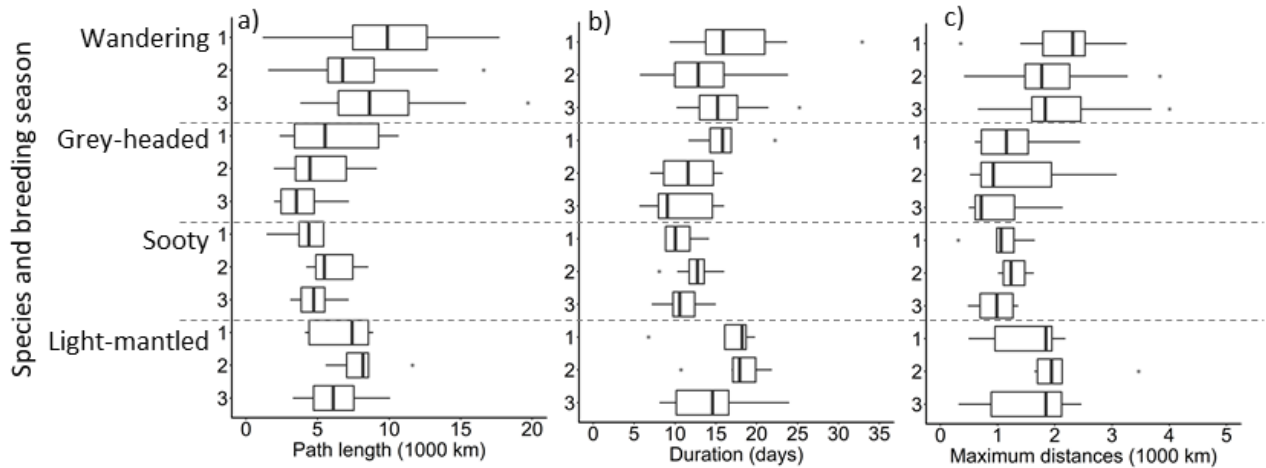 a)
b)
c)
Species and breeding season
Wandering 1 1 1
2 2 2
3 3 3
Grey-headed 1 1 1
2 2 2
3 3 3
Sooty 1 1 1
2 2 2
3 3 3
Light-mantled 1 1 1
2 2 2
3 3 3
0 5 10 15 20
Path length (1000 km)
0 5 10 15 20 25 30 35
Duration (days)
0 1 2 3 4 5
Maximum distances (1000 km)